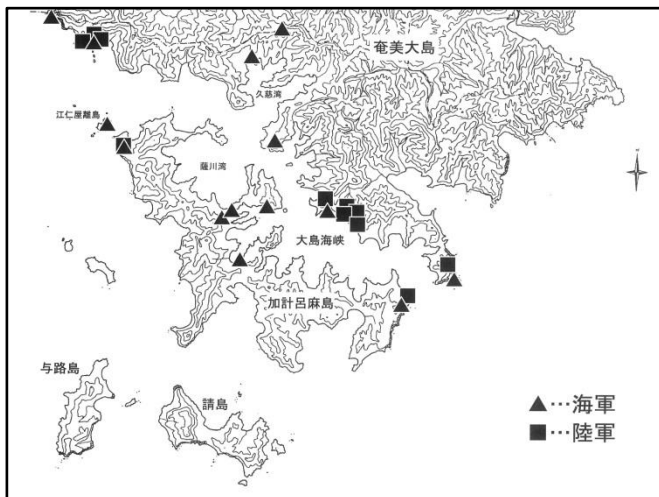 奄美大島
久慈湾
江仁屋離島
薩川湾
大島海峡
加計呂麻島
与路島
請島
▲…海軍
■…陸軍